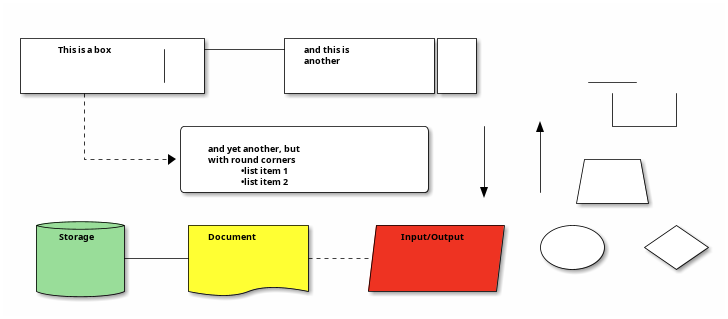 This is a box
and this is
another
and yet another, but
with round corners
•list item 1
•list item 2
Storage
Document
Input/Output